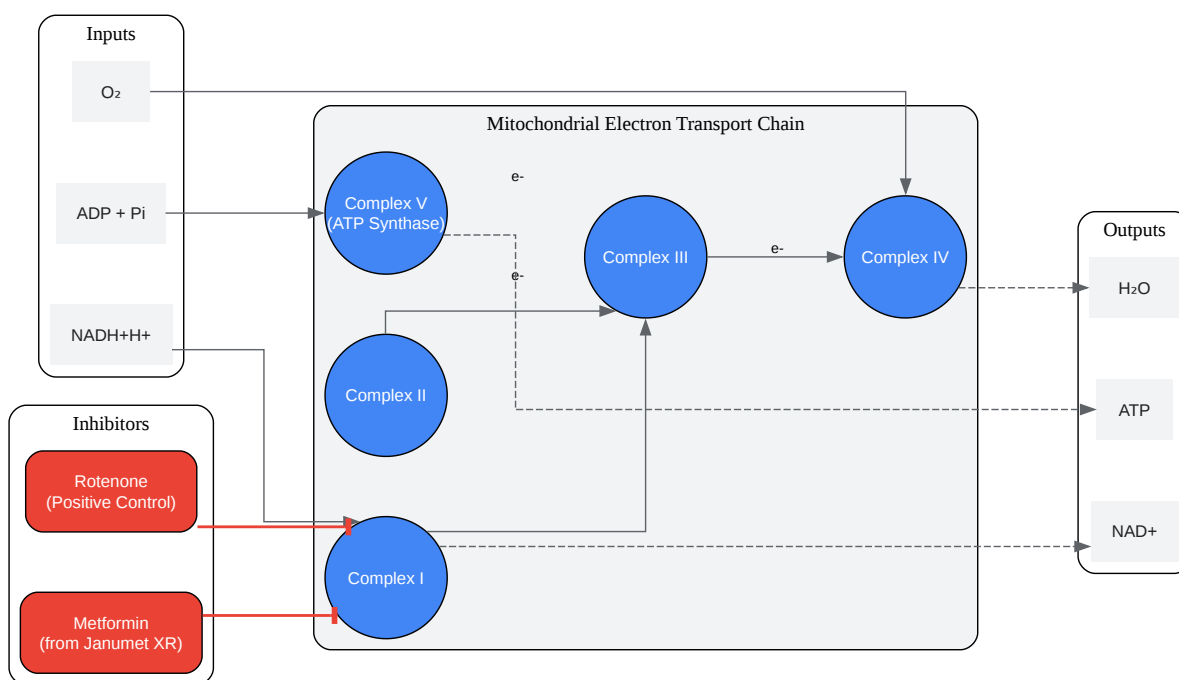 Inputs
O₂
ADP + Pi
NADH+H+
Inhibitors
Rotenone
(Positive Control)
Metformin
(from Janumet XR)
Mitochondrial Electron Transport Chain
Complex V
(ATP Synthase)
e-
e-
Complex II
Complex I
Complex III
e-
Complex IV
Outputs
H₂O
ATP
NAD+